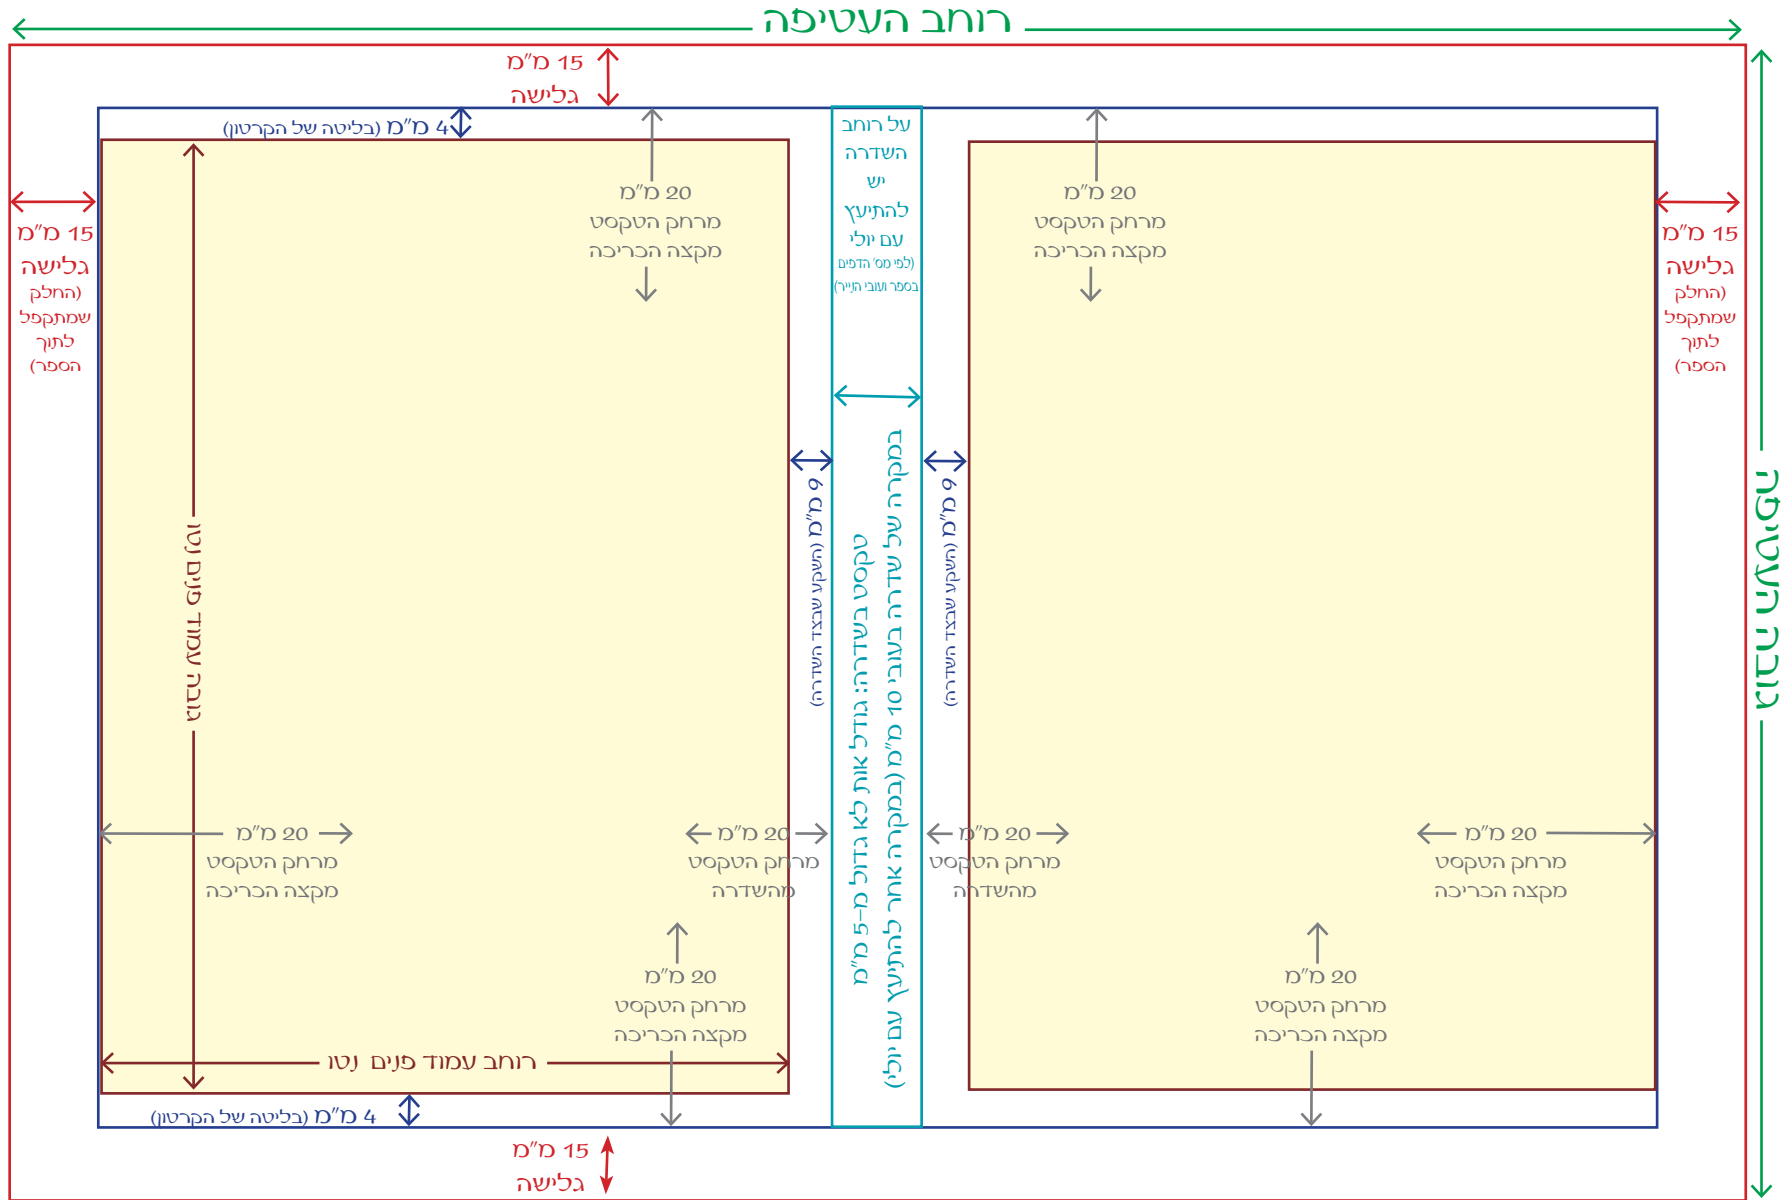 רוחב העטיפה
15 מ"מ
גלישה
4 מ"מ (בליטה של הקרטון)
על רוחב
השדרה
יש
להתיעץ
עם יולי
(לפי מס' הדפים
בספר ועובי הנייר)
20 מ"מ
מרחק הטקסט
מקצה הכריכה
20 מ"מ
מרחק הטקסט
מקצה הכריכה
15 מ"מ
גלישה
(החלק
שמתקפל
לתוך
הספר)
15 מ"מ
גלישה
(החלק
שמתקפל
לתוך
הספר)
גובה העטיפה
9 מ"מ (השקע שבצד השדרה)
במקרה של שדרה בעובי 10 מ"מ (במקרה אחר להתיעץ עם יולי)
טקסט בשדרה: גודל אות לא גדול מ-5 מ"מ
9 מ"מ (השקע שבצד השדרה)
גובה עמוד פנים נטו
20 מ"מ
מרחק הטקסט
מקצה הכריכה
20 מ"מ
מרחק הטקסט
מהשדרה
20 מ"מ
מרחק הטקסט
מהשדרה
20 מ"מ
מרחק הטקסט
מקצה הכריכה
20 מ"מ
מרחק הטקסט
מקצה הכריכה
20 מ"מ
מרחק הטקסט
מקצה הכריכה
רוחב עמוד פנים נטו
4 מ"מ (בליטה של הקרטון)
15 מ"מ
גלישה